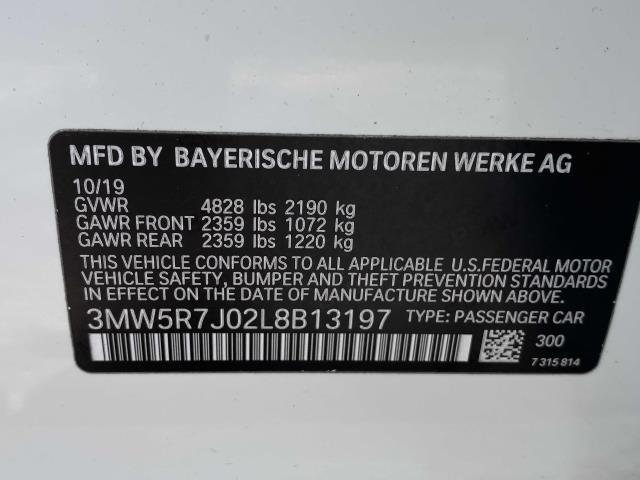 MFD BY BAYERISCHE MOTOREN WERKE AG
10/19
GVWR 4828 lbs 2190 kg
GAWR FRONT 2359 lbs 1072 kg
GAWR REAR 2359 lbs 1220 kg
THIS VEHICLE CONFORMS TO ALL APPLICABLE U.S.FEDERAL MOTOR
VEHICLE SAFETY, BUMPER AND THEFT PREVENTION STANDARDS
IN EFFECT ON THE DATE OF MANUFACTURE SHOWN ABOVE.
3MW5R7J02L8B13197 TYPE: PASSENGER CAR
300
7 315 814